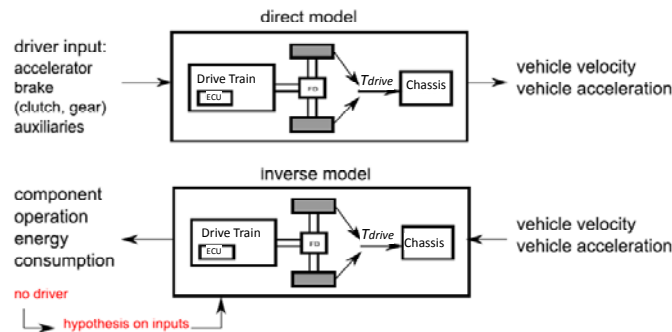 direct model
driver input:
accelerator
brake
(clutch, gear)
auxiliaries
Drive Train
ECU
FD
Tdrive
Chassis
vehicle velocity
vehicle acceleration
inverse model
component
operation
energy
consumption
Drive Train
ECU
FD
Tdrive
Chassis
vehicle velocity
vehicle acceleration
no driver
hypothesis on inputs